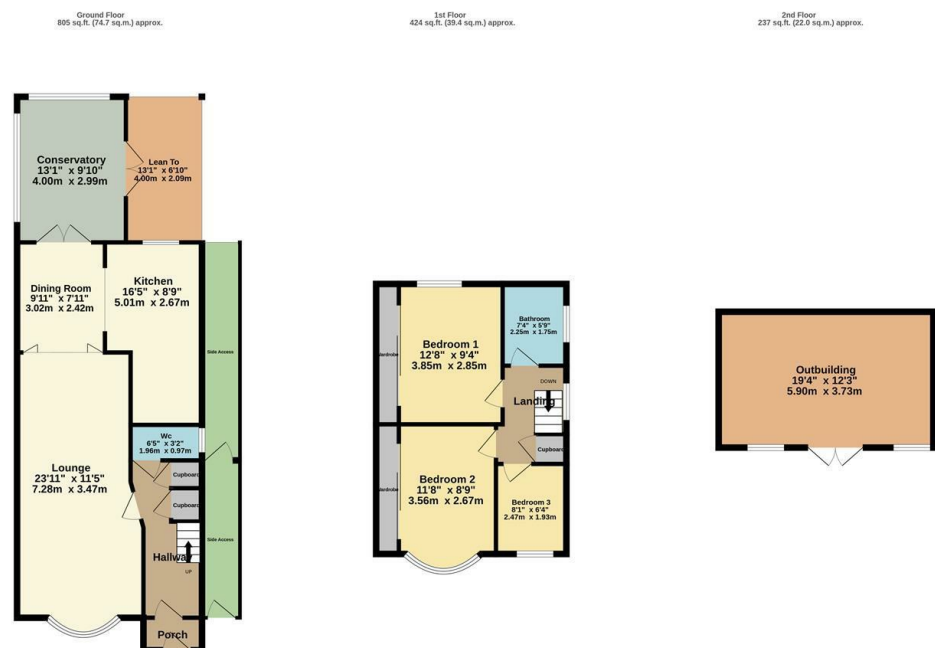 Ground Floor
805 sq.ft. (74.7 sq.m.) approx.
1st Floor
424 sq.ft. (39.4 sq.m.) approx.
2nd Floor
237 sq.ft. (22.0 sq.m.) approx.
Conservatory
13'1" x 9'10"
4.00m x 2.99m
Lean To
13'1" x 6'10"
4.00m x 2.09m
Dining Room
9'11" x 7'11"
3.02m x 2.42m
Kitchen
16'5" x 8'9"
5.01m x 2.67m
Side Access
Wc
6'5" x 3'2"
1.96m x 0.97m
Cupboard
Cupboard
Lounge
23'11" x 11'5"
7.28m x 3.47m
Side Access
Hallway
UP
Porch
Wardrobe
Bedroom 1
12'8" x 9'4"
3.85m x 2.85m
Bathroom
7'4" x 5'9"
2.25m x 1.75m
DOWN
Landing
Cupboard
Wardrobe
Bedroom 2
11'8" x 8'9"
3.56m x 2.67m
Bedroom 3
8'1" x 6'4"
2.47m x 1.93m
Outbuilding
19'4" x 12'3"
5.90m x 3.73m